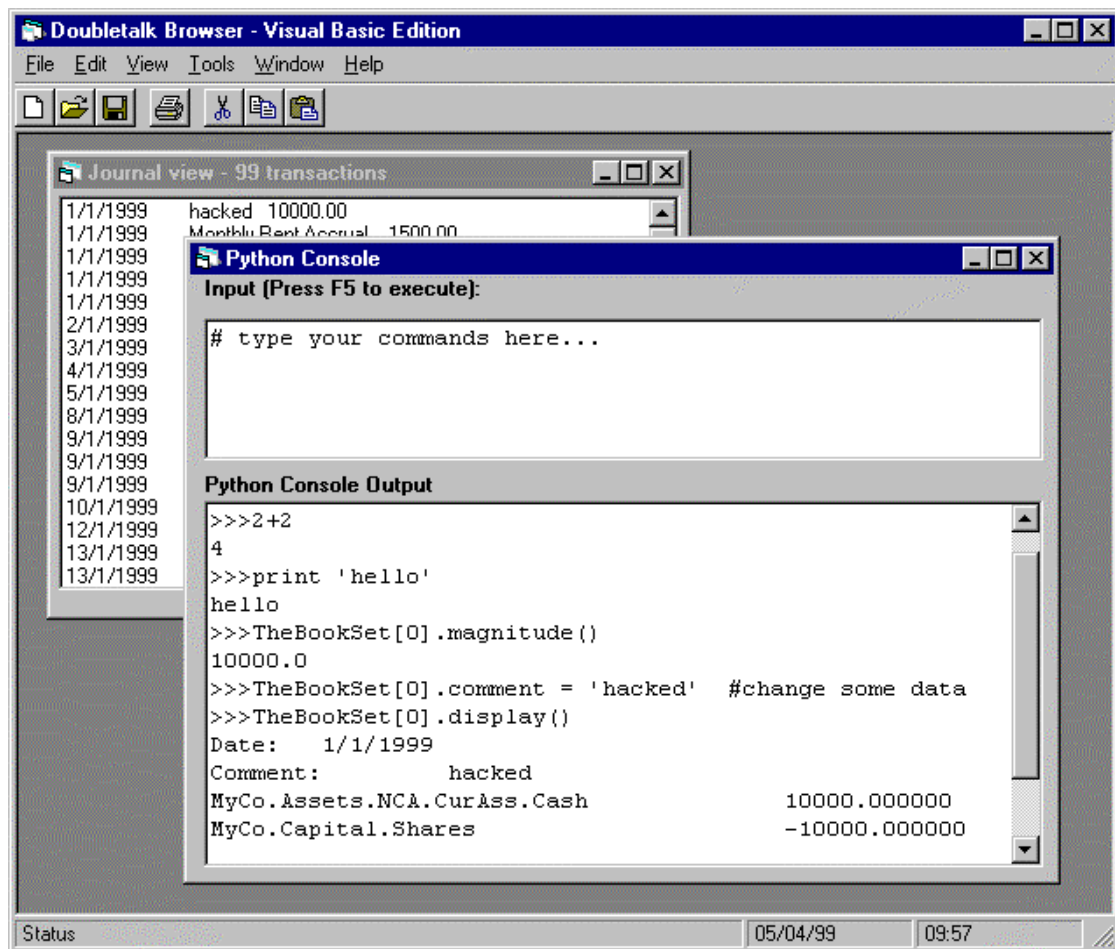 Doubletalk Browser - Visual Basic Edition
File Edit View Tools Window Help
Journal view - 99 transactions
1/1/1999 hacked 10000.00
1/1/1999 Monthly Rent Accrual 1500.00
1/1/1999
1/1/1999
1/1/1999
2/1/1999
3/1/1999
4/1/1999
5/1/1999
8/1/1999
9/1/1999
9/1/1999
9/1/1999
10/1/1999
12/1/1999
13/1/1999
13/1/1999
Python Console
Input (Press F5 to execute):
# type your commands here...
Python Console Output
>>>2+2
4
>>>print 'hello'
hello
>>>TheBookSet[0].magnitude()
10000.0
>>>TheBookSet[0].comment = 'hacked' #change some data
>>>TheBookSet[0].display()
Date: 1/1/1999
Comment: hacked
MyCo.Assets.NCA.CurAss.Cash 10000.000000
MyCo.Capital.Shares -10000.000000
Status 05/04/99 09:57